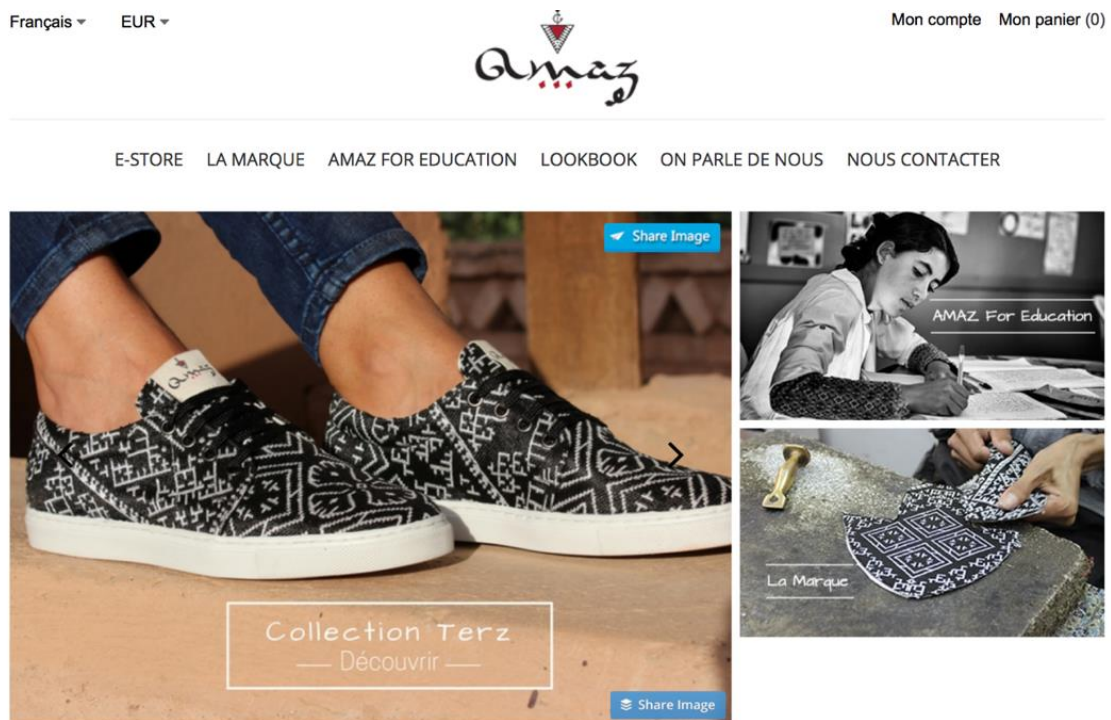 Français
EUR
Mon compte
Mon panier (0)
amaz
E-STORE
LA MARQUE
AMAZ FOR EDUCATION
LOOKBOOK
ON PARLE DE NOUS
NOUS CONTACTER
Share Image
amaz
AMAZ For Education
La Marque
Collection Terz
Découvrir
Share Image